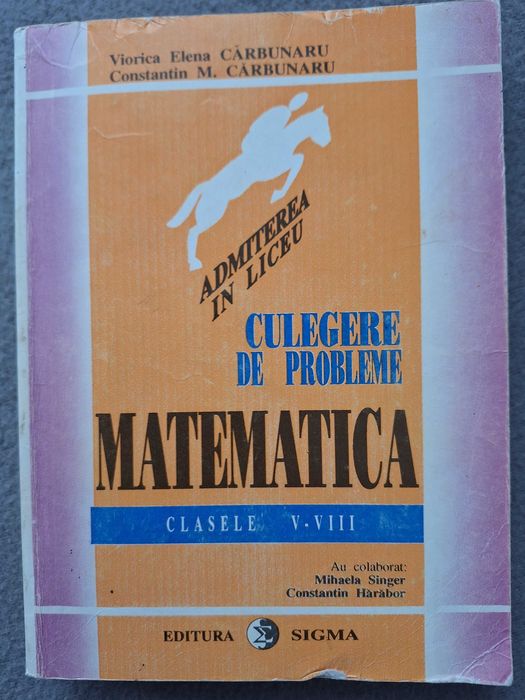 Viorica Elena CĂRBUNARU
Constantin M. CĂRBUNARU
ADMITEREA
IN LICEU
CULEGERE
DE PROBLEME
MATEMATICA
CLASELE V-VIII
Au colaborat:
Mihaela Singer
Constantin Hărăbor
EDITURA Σ SIGMA